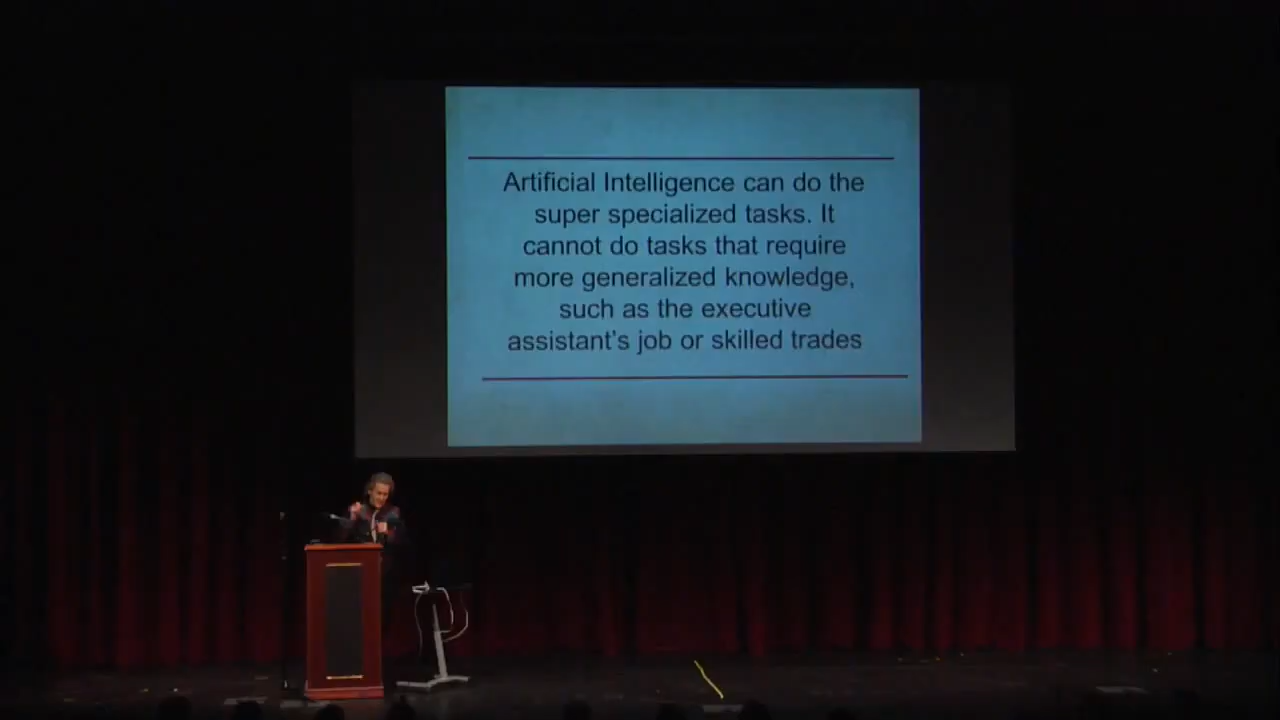 Artificial Intelligence can do the
super specialized tasks. It
cannot do tasks that require
more generalized knowledge,
such as the executive
assistant's job or skilled trades